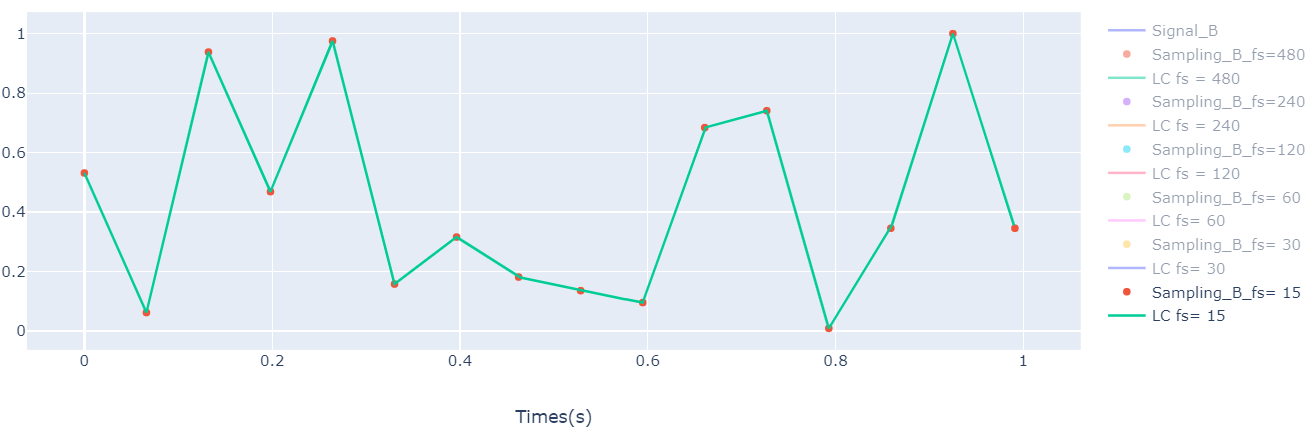 1
0.8
0.6
0.4
0.2
0
0 0.2 0.4 0.6 0.8 1
Times(s)
Signal_B
Sampling_B_fs=480
LC fs = 480
Sampling_B_fs=240
LC fs = 240
Sampling_B_fs=120
LC fs = 120
Sampling_B_fs= 60
LC fs= 60
Sampling_B_fs= 30
LC fs= 30
Sampling_B_fs= 15
LC fs= 15